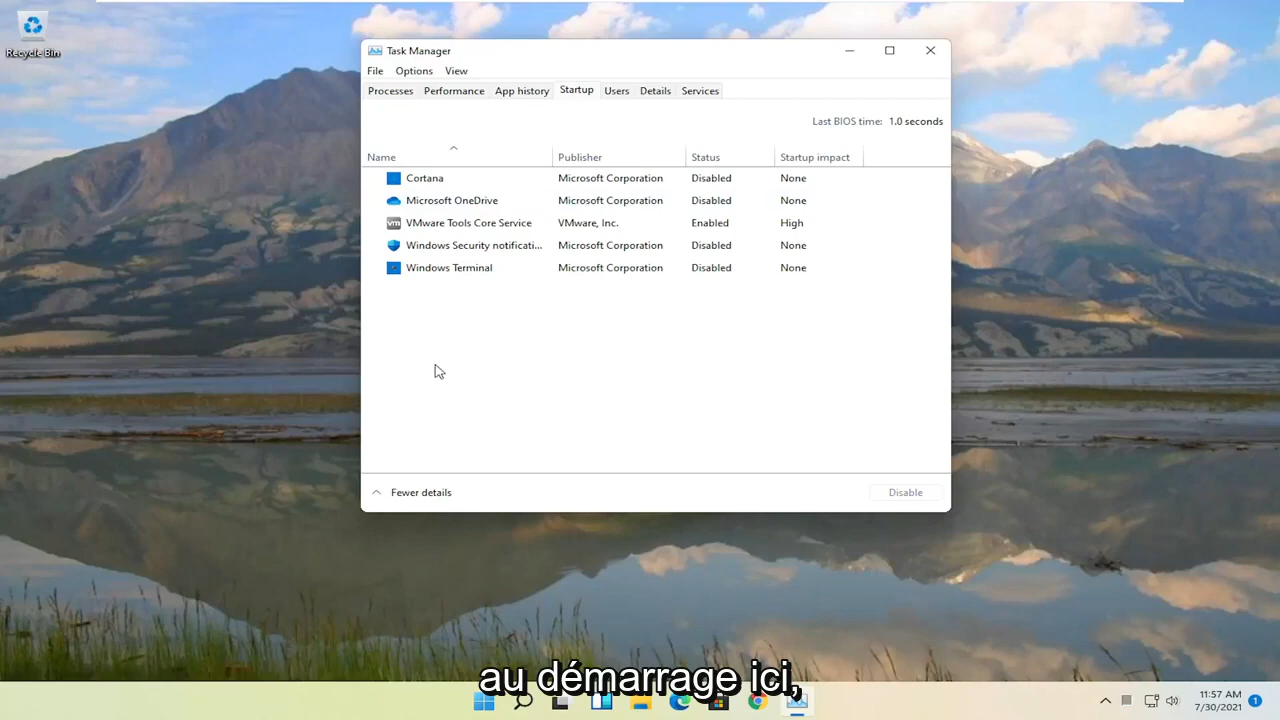 Recycle Bin
Task Manager
File Options View
Processes Performance App history Startup Users Details Services
Last BIOS time: 1.0 seconds
Name Publisher Status Startup impact
Cortana Microsoft Corporation Disabled None
Microsoft OneDrive Microsoft Corporation Disabled None
vm VMware Tools Core Service VMware, Inc. Enabled High
Windows Security notificati... Microsoft Corporation Disabled None
Windows Terminal Microsoft Corporation Disabled None
Fewer details Disable
au démarrage ici,
11:57 AM
7/30/2021
1